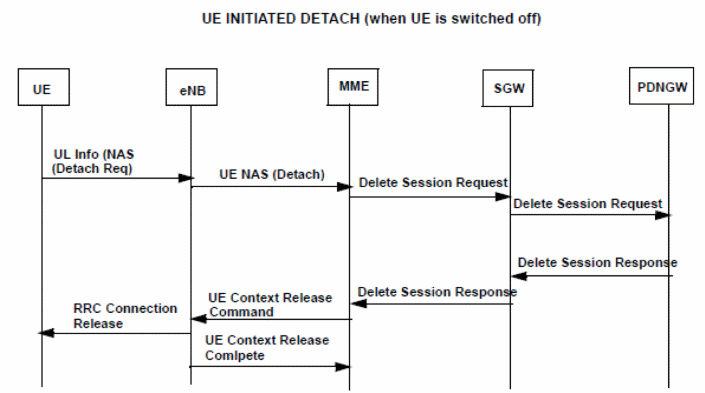 UE INITIATED DETACH (when UE is switched off)
UE
eNB
MME
SGW
PDNGW
UL Info (NAS
(Detach Req)
UE NAS (Detach)
Delete Session Request
Delete Session Request
Delete Session Response
Delete Session Response
UE Context Release
Command
RRC Connection
Release
UE Context Release
Comlpete